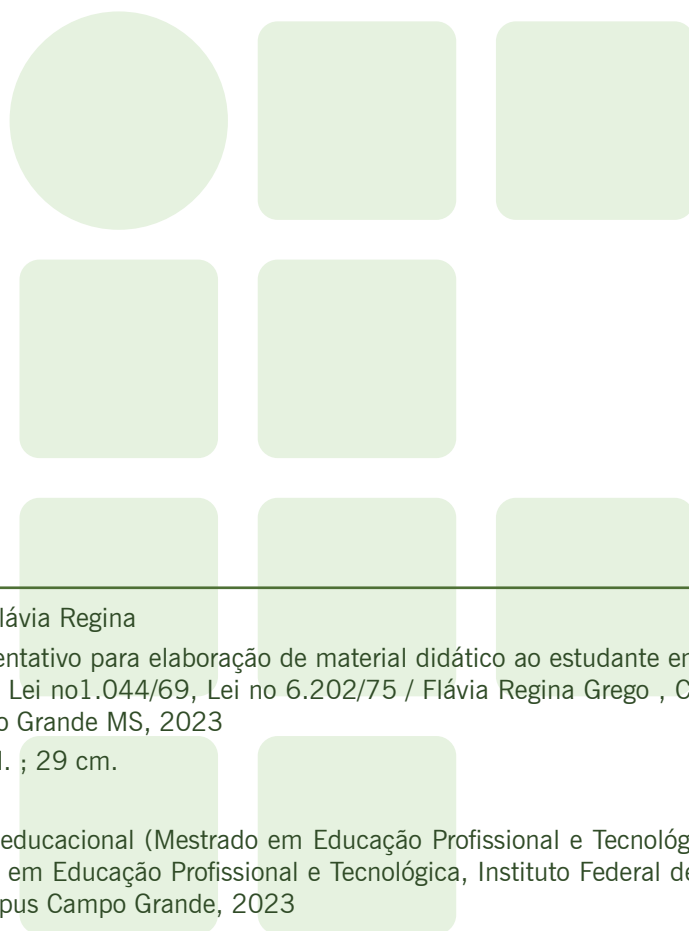 lávia Regina
entativo para elaboração de material didático ao estudante em
Lei no1.044/69, Lei no 6.202/75 / Flávia Regina Grego , C
o Grande MS, 2023
l. ; 29 cm.
educacional (Mestrado em Educação Profissional e Tecnológ
em Educação Profissional e Tecnológica, Instituto Federal de
pus Campo Grande, 2023